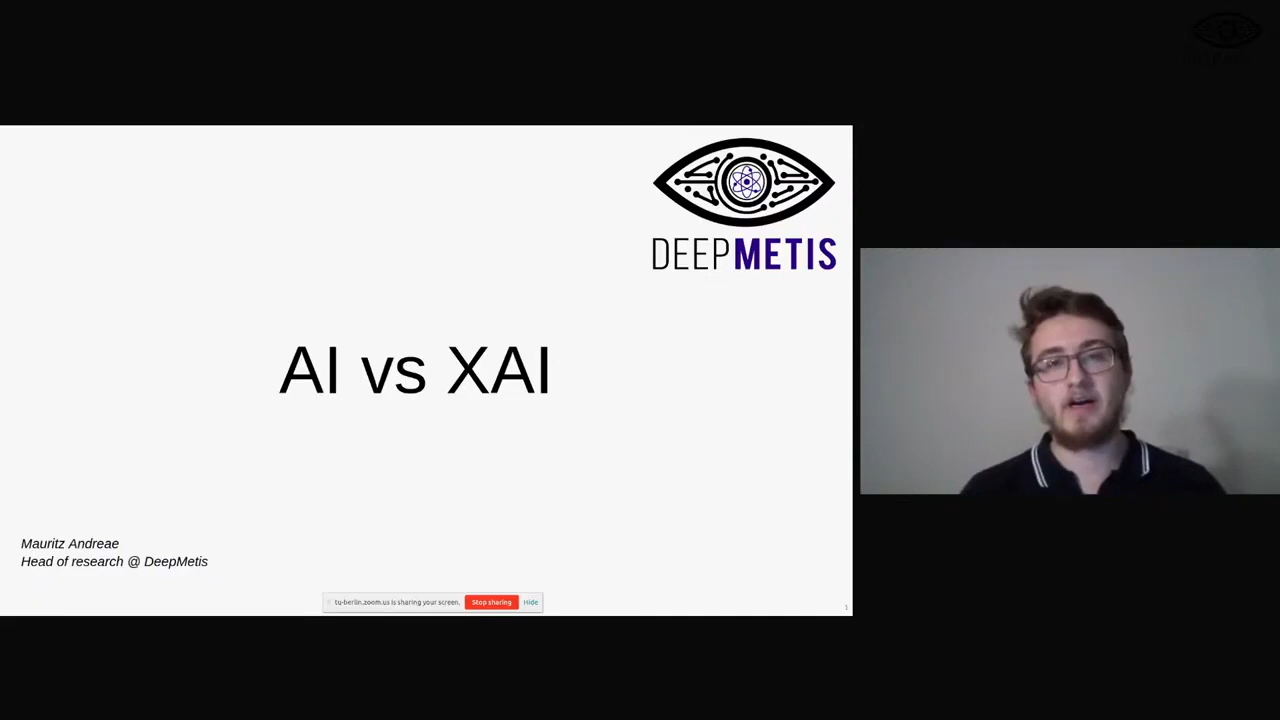 DEEPMETIS
AI vs XAI
Mauritz Andreae
Head of research @ DeepMetis
tu-berlin.zoom.us is sharing your screen.
Stop sharing
Hide
1